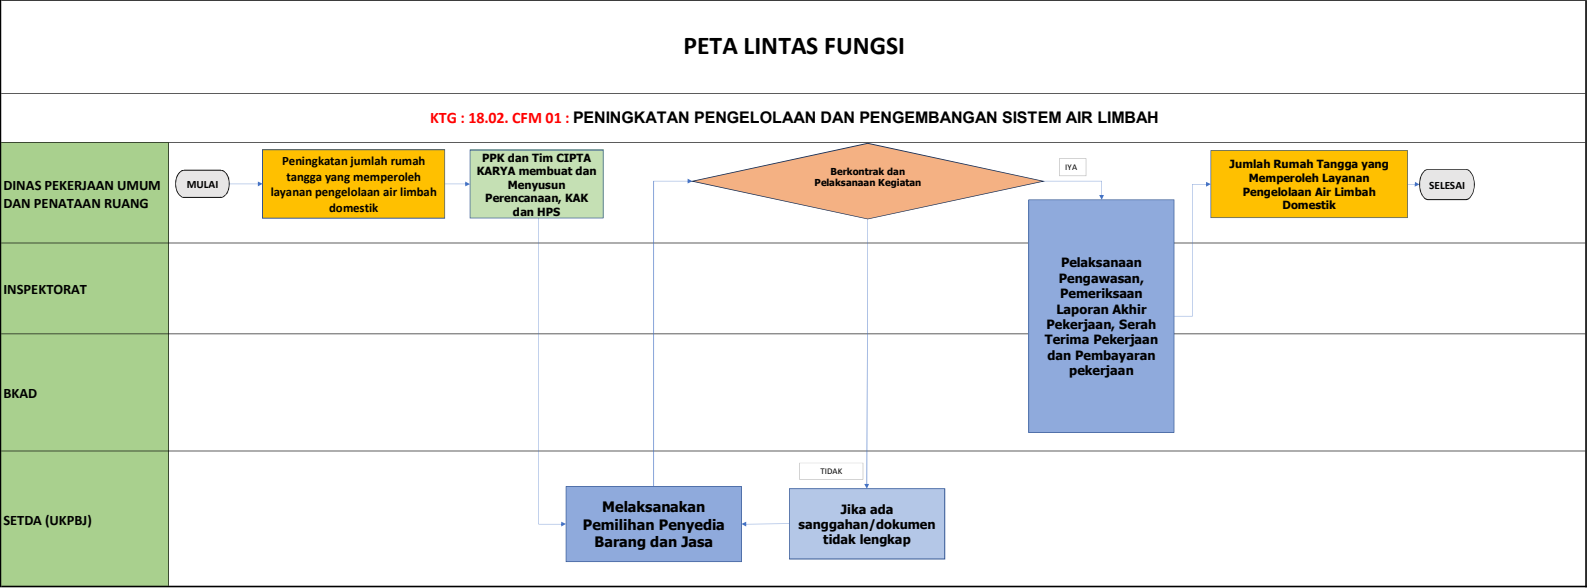 PETA LINTAS FUNGSI
KTG : 18.02. CFM 01 : PENINGKATAN PENGELOLAAN DAN PENGEMBANGAN SISTEM AIR LIMBAH
DINAS PEKERJAAN UMUM
DAN PENATAAN RUANG
MULAI
Peningkatan jumlah rumah
tangga yang memperoleh
layanan pengelolaan air limbah
domestik
PPK dan Tim CIPTA
KARYA membuat dan
Menyusun
Perencanaan, KAK
dan HPS
Berkontrak dan
Pelaksanaan Kegiatan
IYA
Jumlah Rumah Tangga yang
Memperoleh Layanan
Pengelolaan Air Limbah
Domestik
SELESAI
INSPEKTORAT
Pelaksanaan
Pengawasan,
Pemeriksaan
Laporan Akhir
Pekerjaan, Serah
Terima Pekerjaan
dan Pembayaran
pekerjaan
BKAD
SETDA (UKPBJ)
Melaksanakan
Pemilihan Penyedia
Barang dan Jasa
TIDAK
Jika ada
sanggahan/dokumen
tidak lengkap